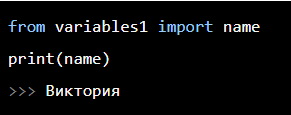 from variables1 import name
print(name)
>>> Виктория